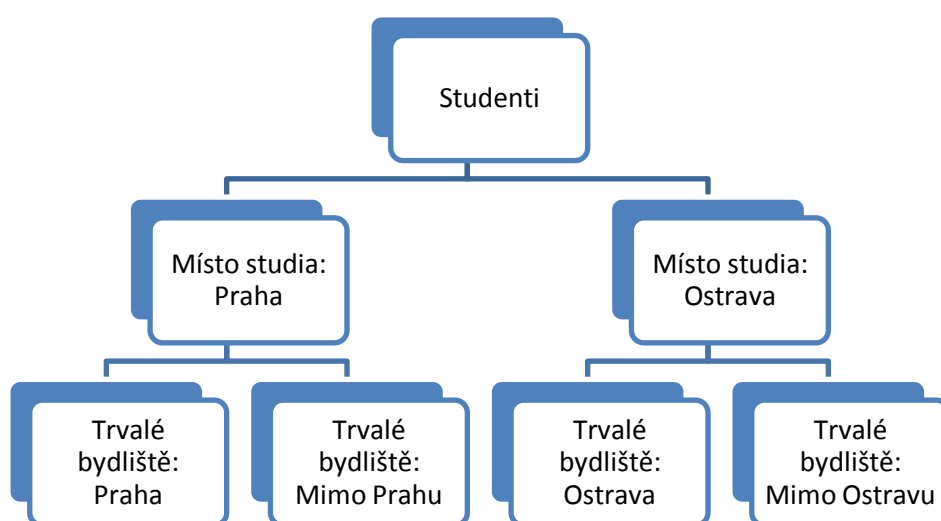 Studenti
Místo studia:
Praha
Místo studia:
Ostrava
Trvalé
bydliště:
Praha
Trvalé
bydliště:
Mimo Prahu
Trvalé
bydliště:
Ostrava
Trvalé
bydliště:
Mimo Ostravu